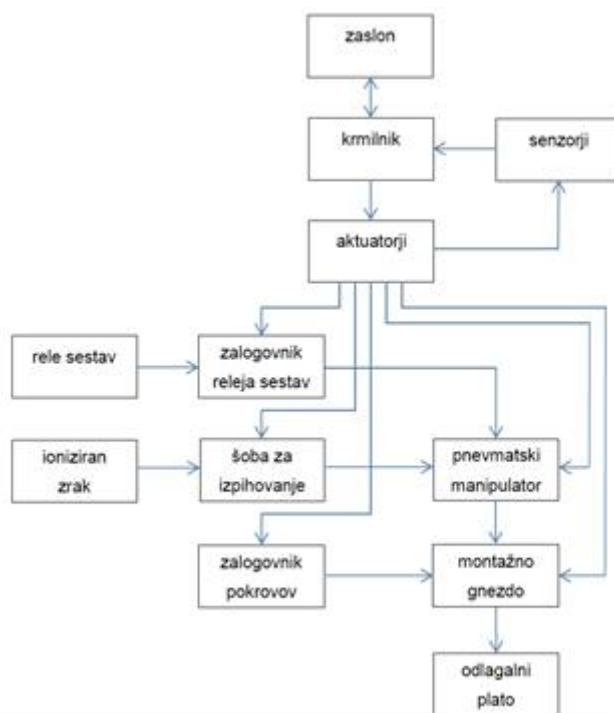 zaslon
krmilnik
senzorji
aktuatorji
rele sestav
zalogovnik
releja sestav
ioniziran
zrak
šoba za
izpihovanje
pnevmatski
manipulator
zalogovnik
pokrovov
montažno
gnezdo
odlagalni
plato